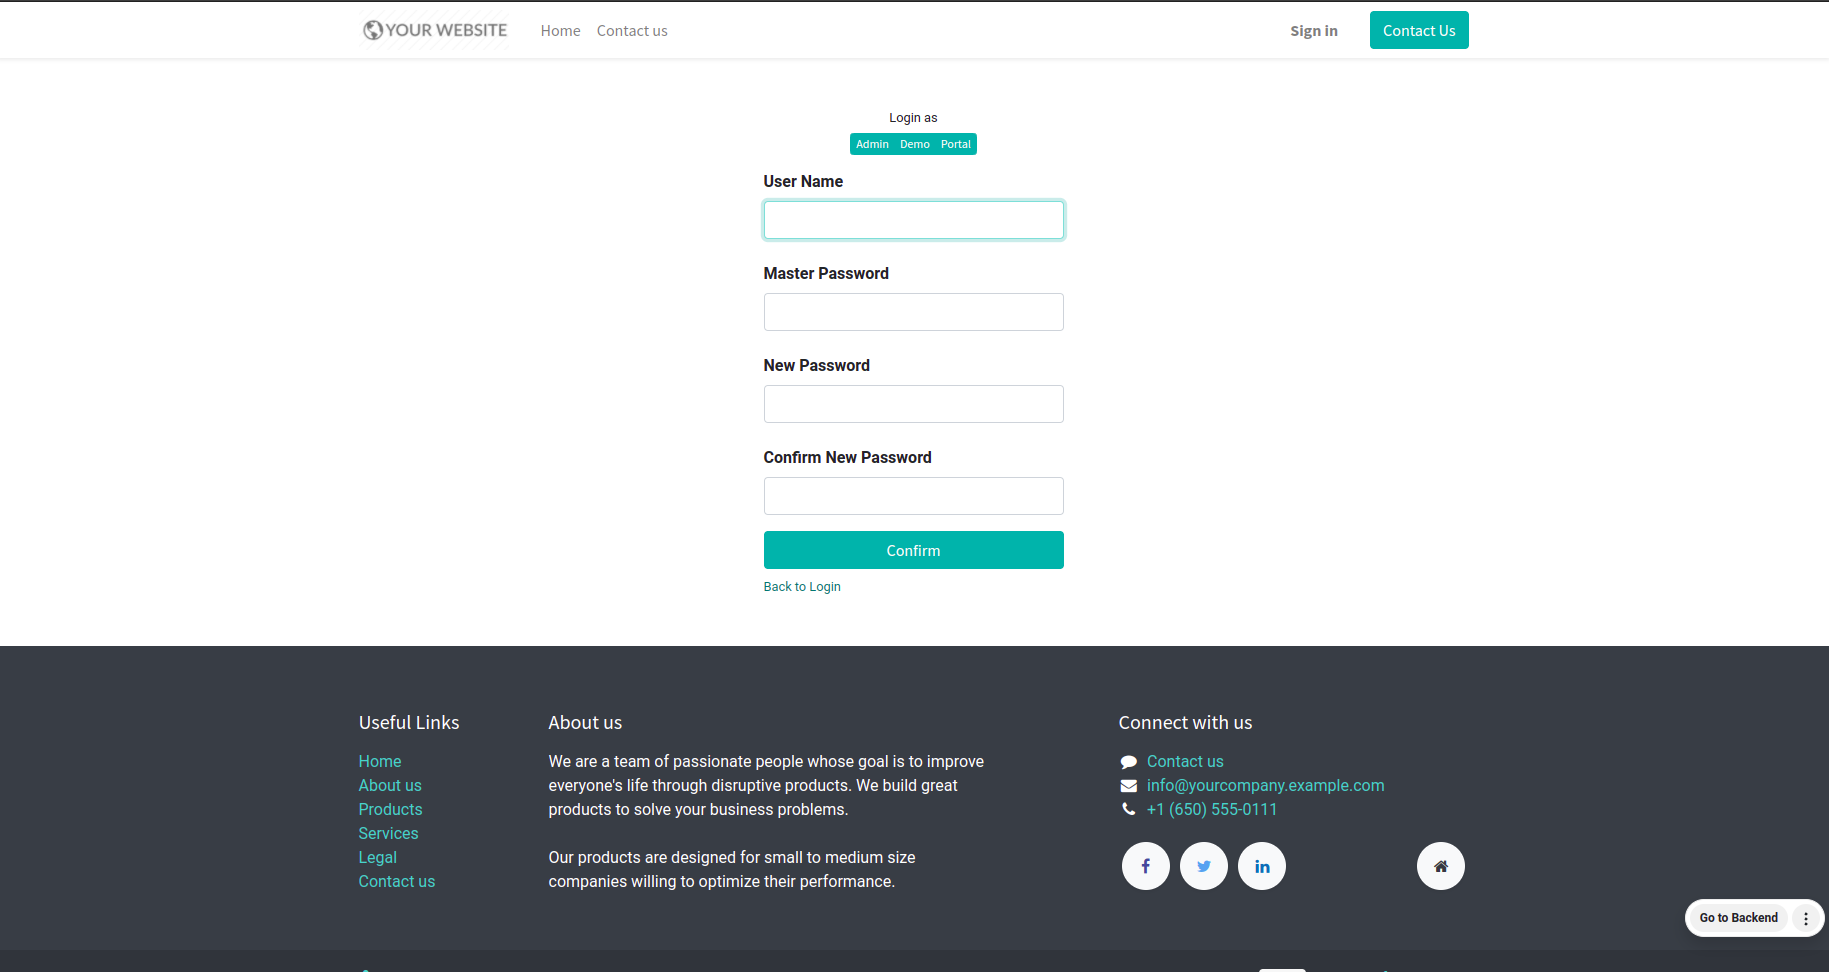 YOUR WEBSITE
Home
Contact us
Sign in
Contact Us
Login as
Admin Demo Portal
User Name
Master Password
New Password
Confirm New Password
Confirm
Back to Login
Useful Links
Home
About us
Products
Services
Legal
Contact us
About us
We are a team of passionate people whose goal is to improve
everyone's life through disruptive products. We build great
products to solve your business problems.
Our products are designed for small to medium size
companies willing to optimize their performance.
Connect with us
Contact us
info@yourcompany.example.com
+1 (650) 555-0111
Go to Backend